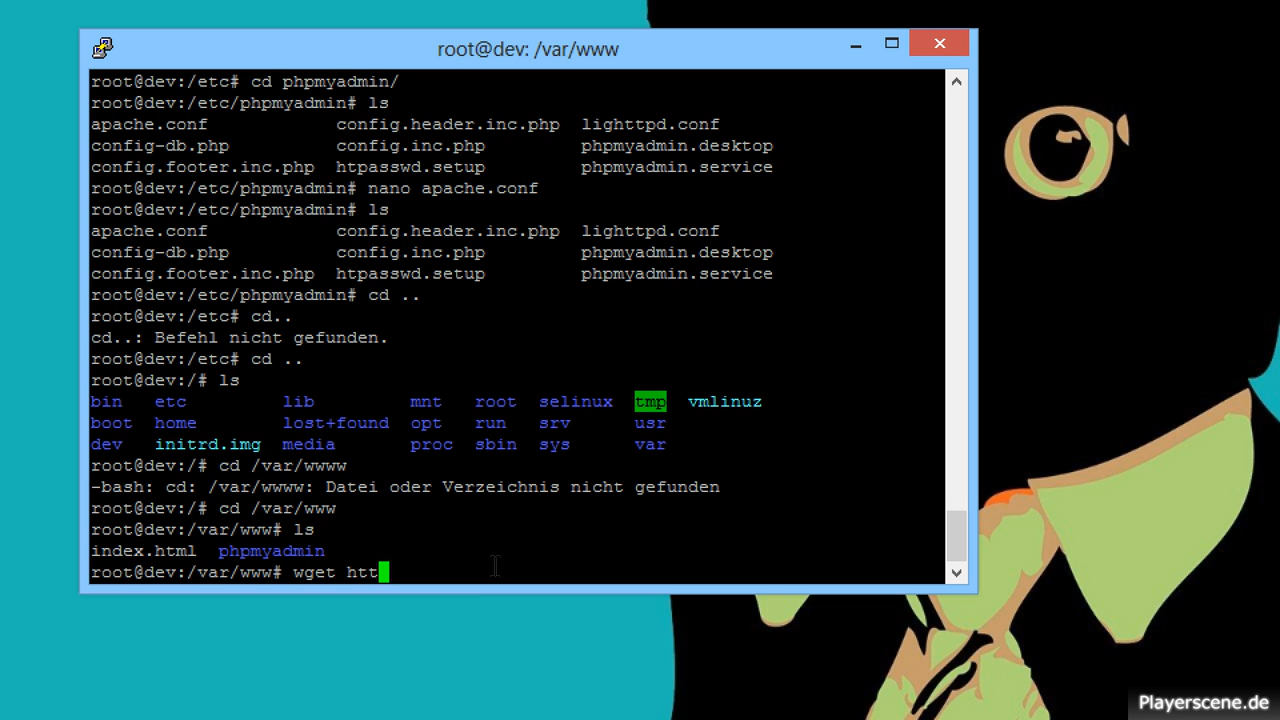 root@dev: /var/www
root@dev:/etc# cd phpmyadmin/
root@dev:/etc/phpmyadmin# ls
apache.conf config.header.inc.php lighttpd.conf
config-db.php config.inc.php phpmyadmin.desktop
config.footer.inc.php htpasswd.setup phpmyadmin.service
root@dev:/etc/phpmyadmin# nano apache.conf
root@dev:/etc/phpmyadmin# ls
apache.conf config.header.inc.php lighttpd.conf
config-db.php config.inc.php phpmyadmin.desktop
config.footer.inc.php htpasswd.setup phpmyadmin.service
root@dev:/etc/phpmyadmin# cd ..
root@dev:/etc# cd..
cd..: Befehl nicht gefunden.
root@dev:/etc# cd ..
root@dev:/# ls
bin etc lib mnt root selinux tmp vmlinuz
boot home lost+found opt run srv usr
dev initrd.img media proc sbin sys var
root@dev:/# cd /var/wwww
-bash: cd: /var/wwww: Datei oder Verzeichnis nicht gefunden
root@dev:/# cd /var/www
root@dev:/var/www# ls
index.html phpmyadmin
root@dev:/var/www# wget htt
Playerscene.de